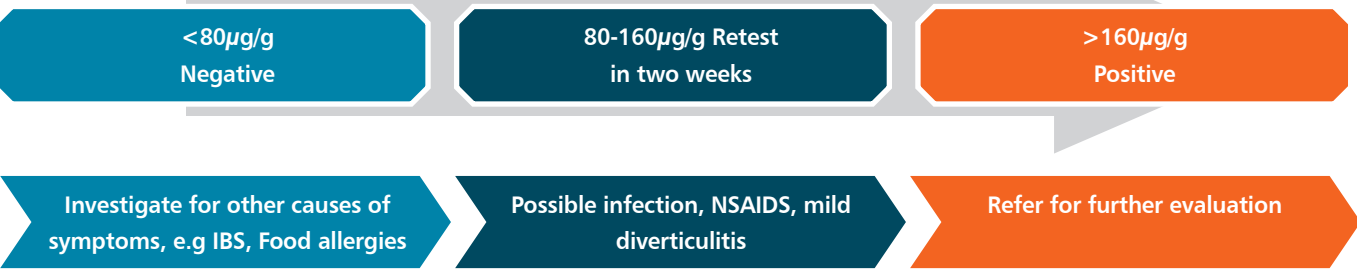 <80µg/g
Negative
80-160µg/g Retest
in two weeks
>160µg/g
Positive
Investigate for other causes of
symptoms, e.g IBS, Food allergies
Possible infection, NSAIDS, mild
diverticulitis
Refer for further evaluation